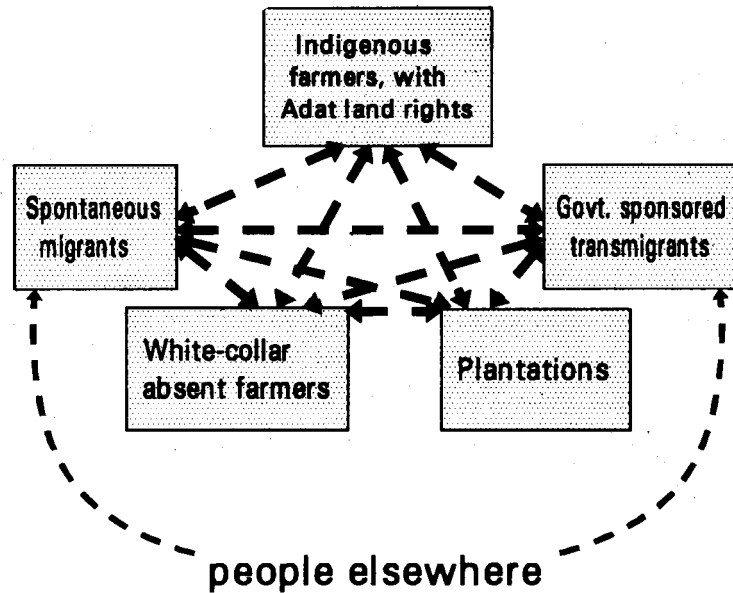 Indigenous
farmers, with
Adat land rights
Spontaneous
migrants
Govt. sponsored
transmigrants
White-collar
absent farmers
Plantations
people elsewhere